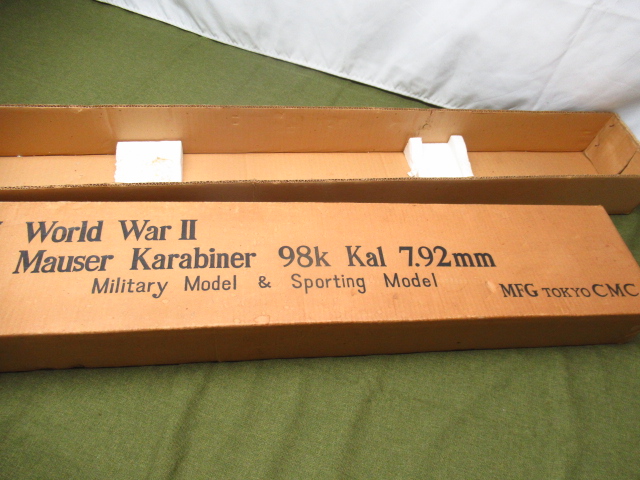 World War II
Mauser Karabiner 98k Kal 7.92mm
Military Model & Sporting Model
MFG TOKYO CMC